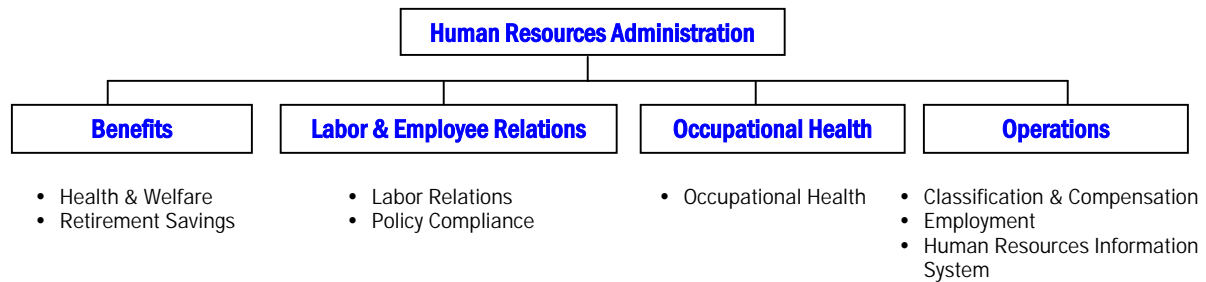 Human Resources Administration
Benefits
Labor & Employee Relations
Occupational Health
Operations
• Health & Welfare
• Retirement Savings
• Labor Relations
• Policy Compliance
• Occupational Health
• Classification & Compensation
• Employment
• Human Resources Information
System